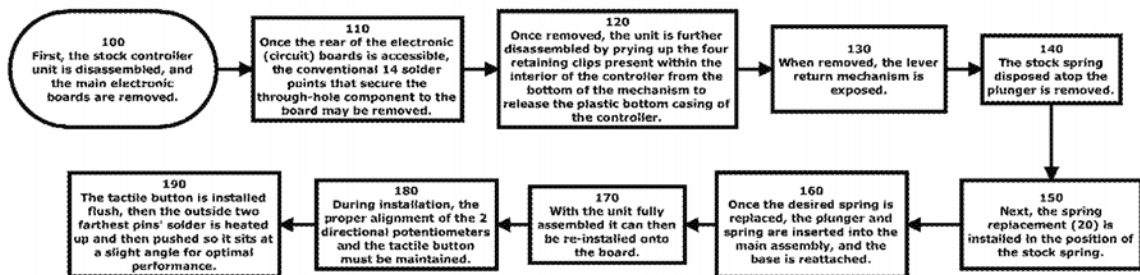 100
First, the stock controller
unit is disassembled, and
the main electronic
boards are removed.
110
Once the rear of the electronic
(circuit) boards is accessible,
the conventional 14 solder
points that secure the
through-hole component to
the board may be removed.
120
Once removed, the unit is further
disassembled by prying up the four
retaining clips present within the
interior of the controller from the
bottom of the mechanism to
release the plastic bottom casing of
the controller.
130
When removed, the lever
return mechanism is
exposed.
140
The stock spring
disposed atop the
plunger is removed.
150
Next, the spring
replacement (20) is
installed in the position of
the stock spring.
160
Once the desired spring is
replaced, the plunger and
spring are inserted into the
main assembly, and the
base is reattached.
170
With the unit fully
assembled it can then
be re-installed onto
the board.
180
During installation, the
proper alignment of the 2
directional potentiometers
and the tactile button
must be maintained.
190
The tactile button is installed
flush, then the outside two
farthest pins' solder is heated
up and then pushed so it sits at
a slight angle for optimal
performance.